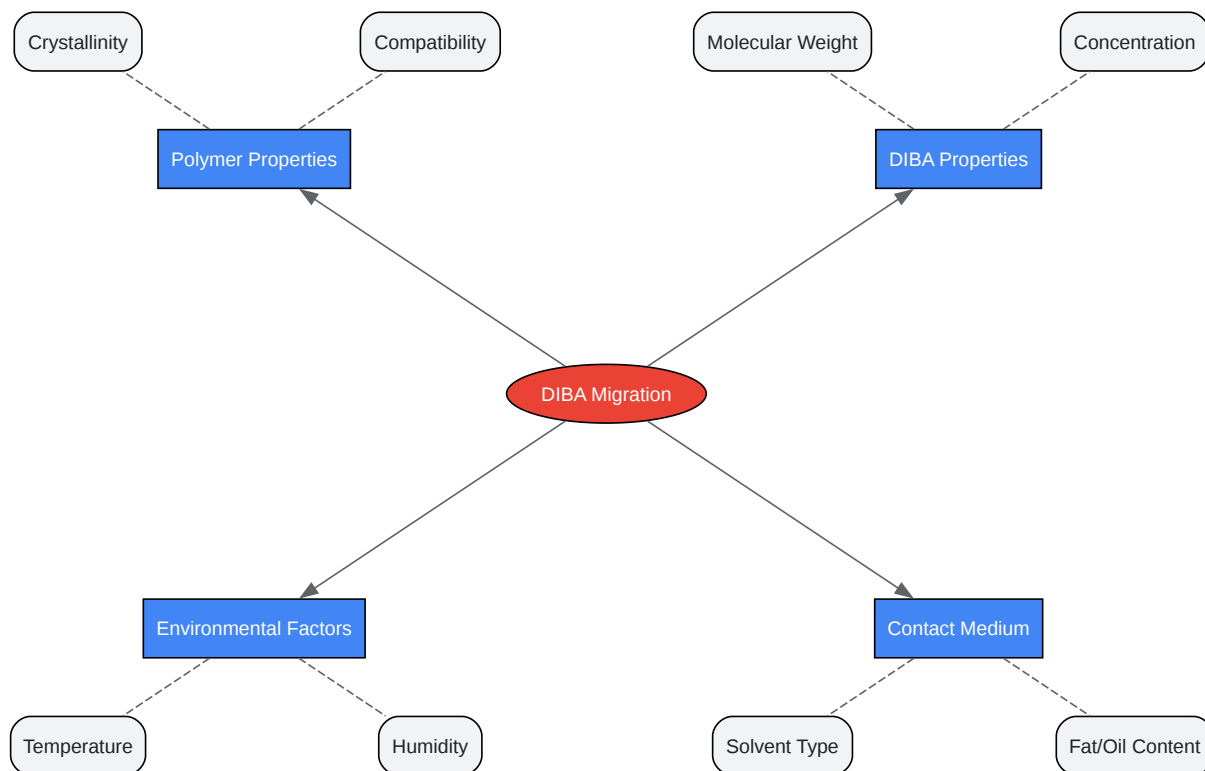 Crystallinity
Compatibility
Molecular Weight
Concentration
Polymer Properties
DIBA Properties
DIBA Migration
Environmental Factors
Contact Medium
Temperature
Humidity
Solvent Type
Fat/Oil Content